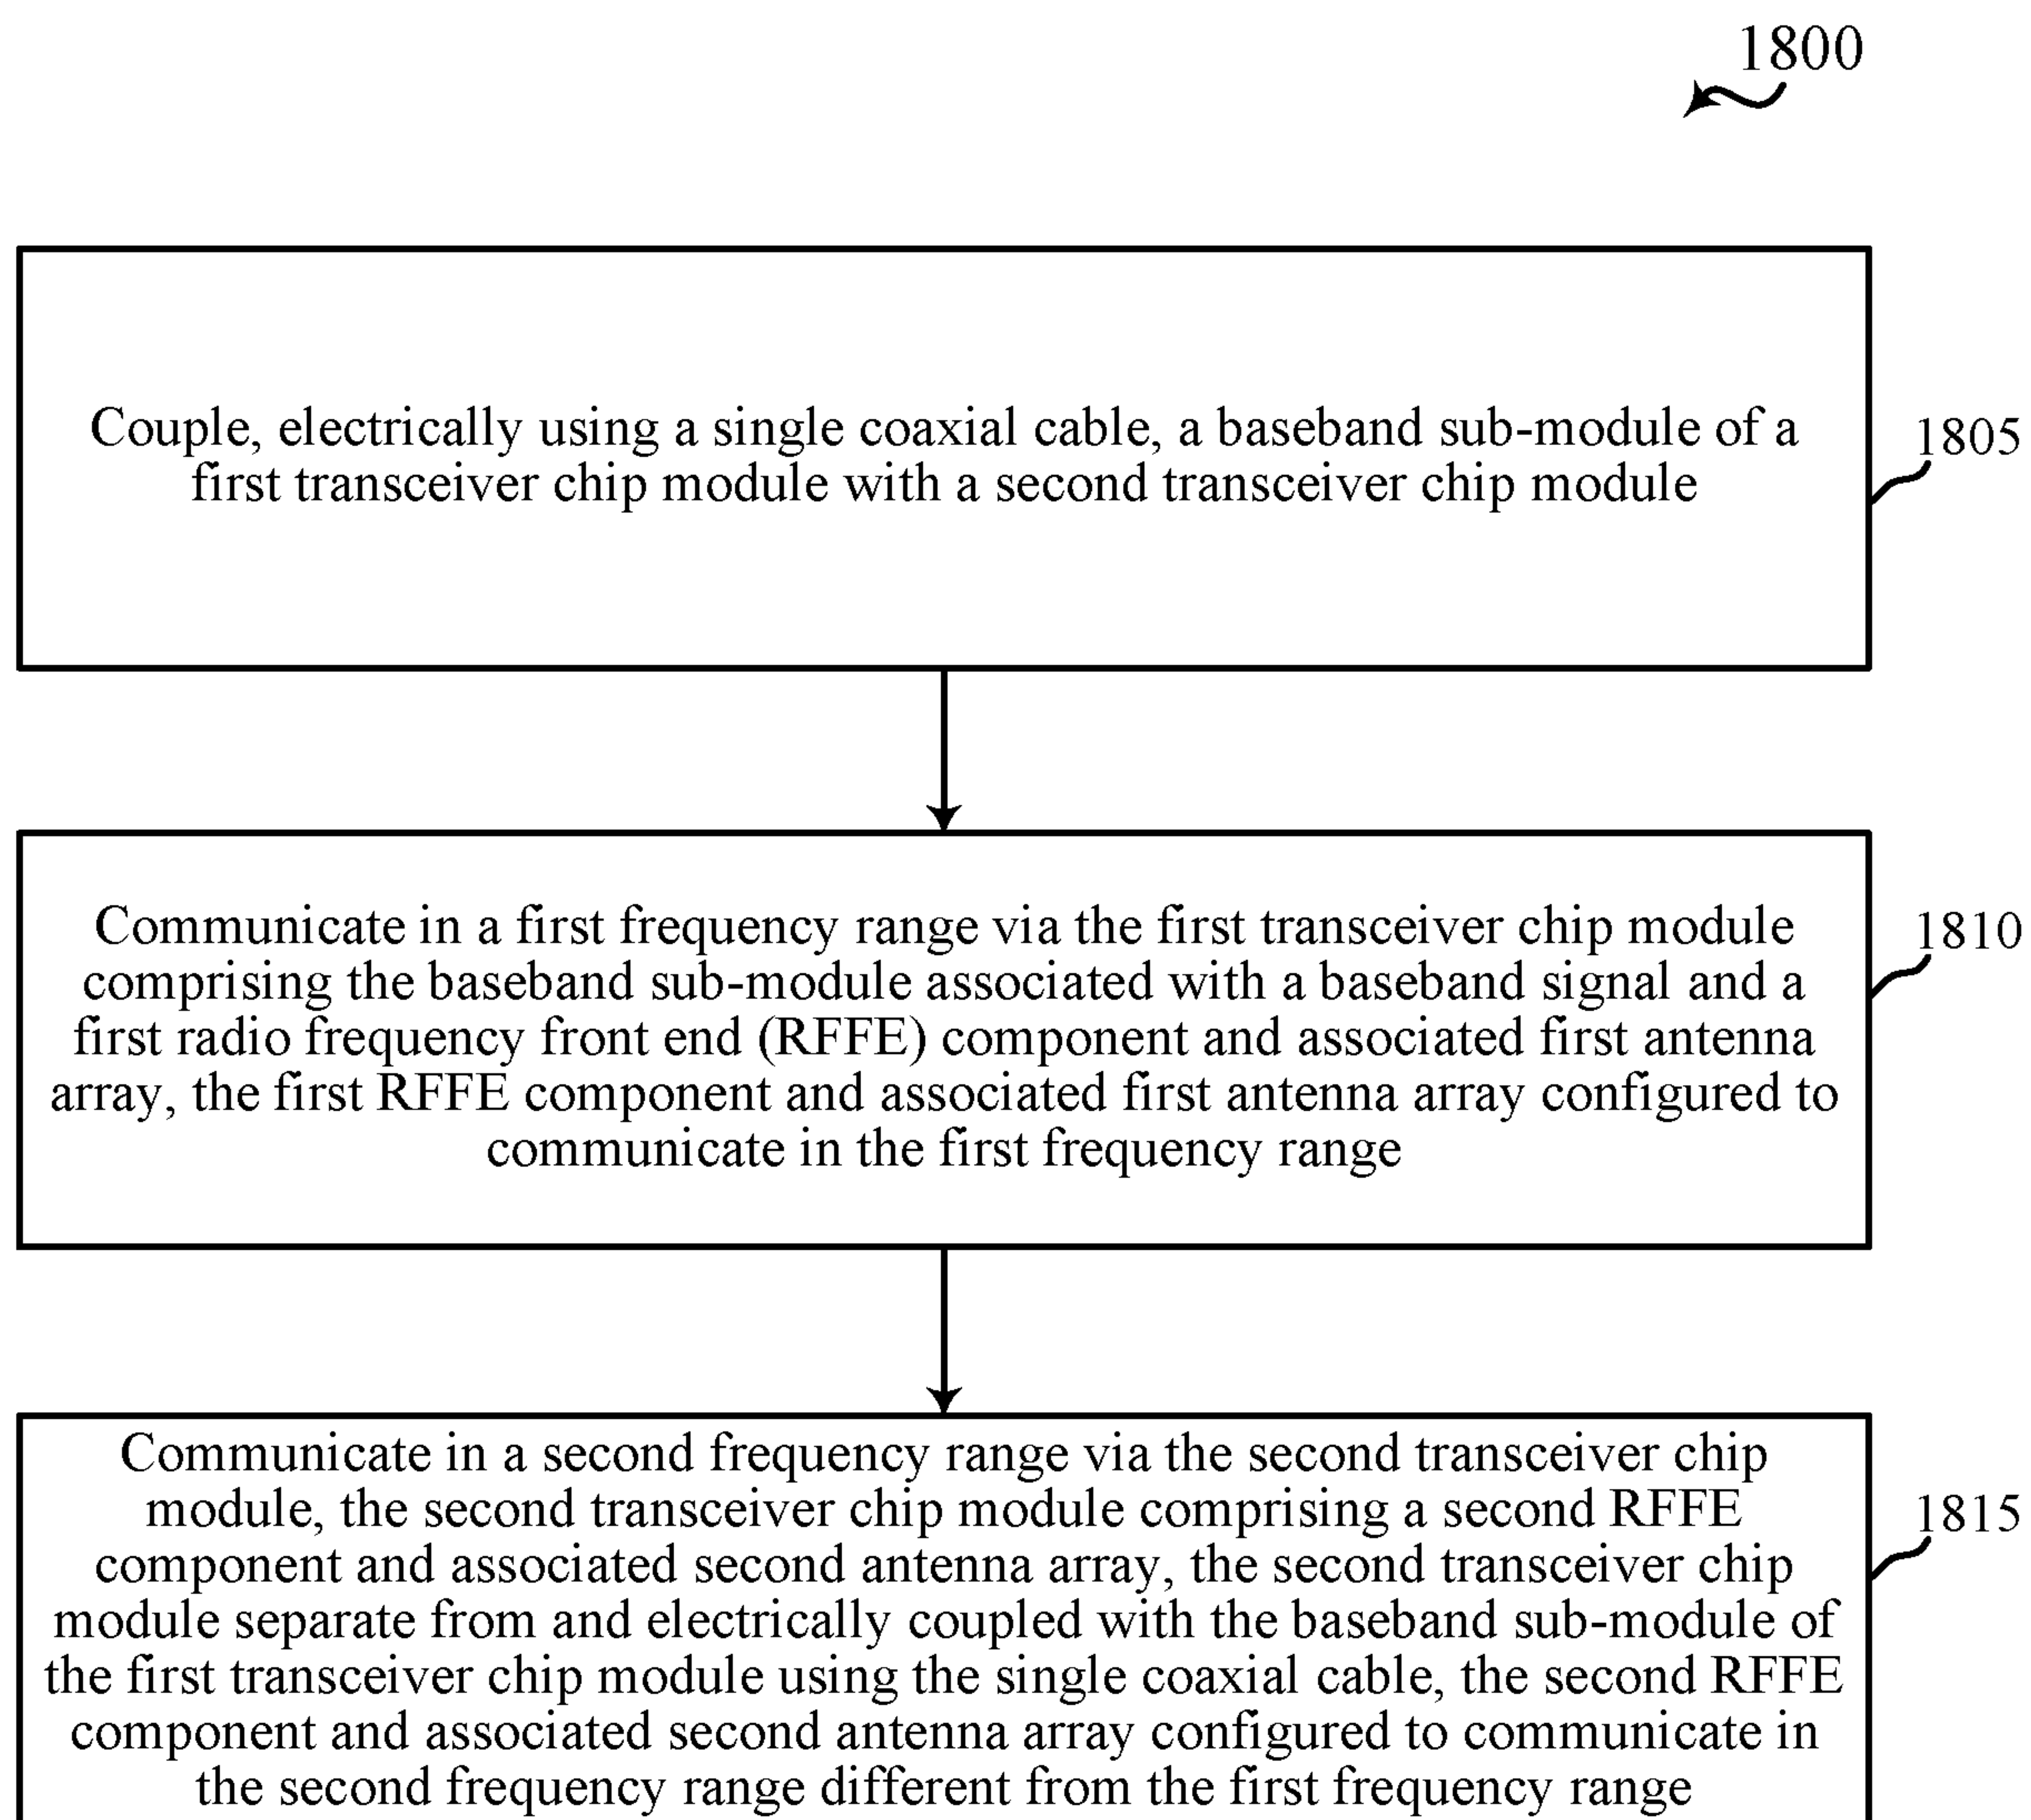 1800
Couple, electrically using a single coaxial cable, a baseband sub-module of a
first transceiver chip module with a second transceiver chip module
1805
Communicate in a first frequency range via the first transceiver chip module
comprising the baseband sub-module associated with a baseband signal and a
first radio frequency front end (RFFE) component and associated first antenna
array, the first RFFE component and associated first antenna array configured to
communicate in the first frequency range
1810
Communicate in a second frequency range via the second transceiver chip
module, the second transceiver chip module comprising a second RFFE
component and associated second antenna array, the second transceiver chip
module separate from and electrically coupled with the baseband sub-module of
the first transceiver chip module using the single coaxial cable, the second RFFE
component and associated second antenna array configured to communicate in
the second frequency range different from the first frequency range
1815